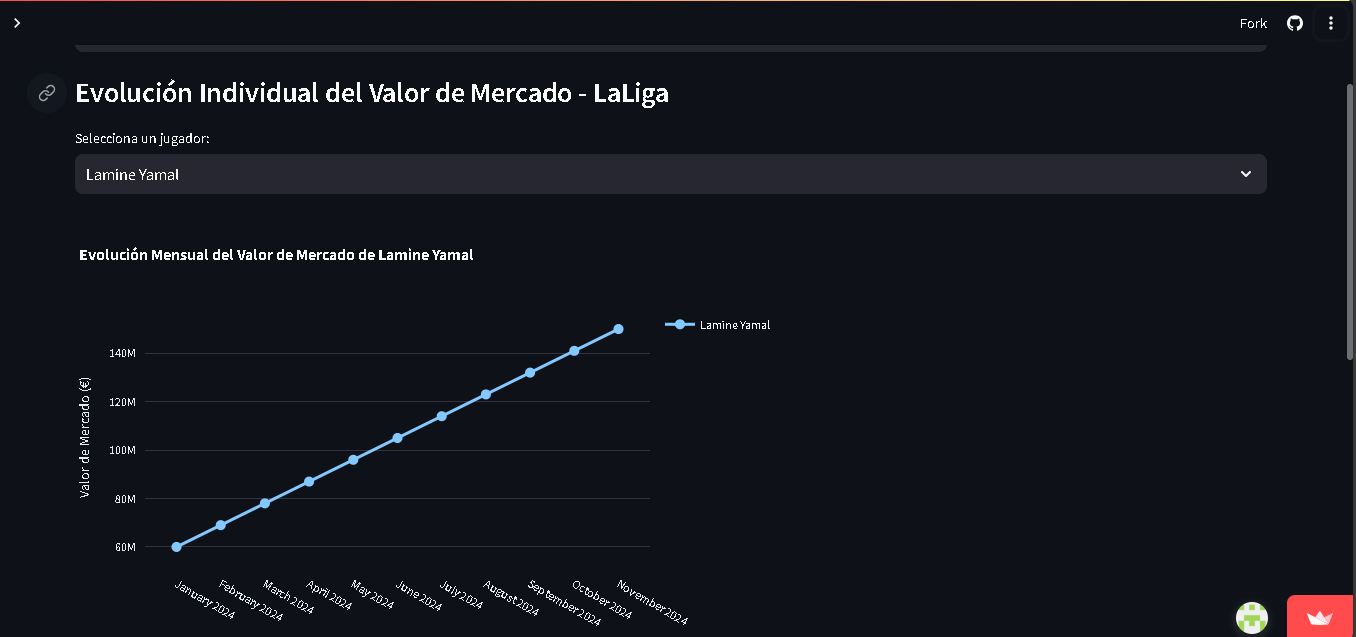 Fork
Evolución Individual del Valor de Mercado - LaLiga
Selecciona un jugador:
Lamine Yamal
Evolución Mensual del Valor de Mercado de Lamine Yamal
Lamine Yamal
Valor de Mercado (€)
140M
120M
100M
80M
60M
January 2024
February 2024
March 2024
April 2024
May 2024
June 2024
July 2024
August 2024
September 2024
October 2024
November 2024